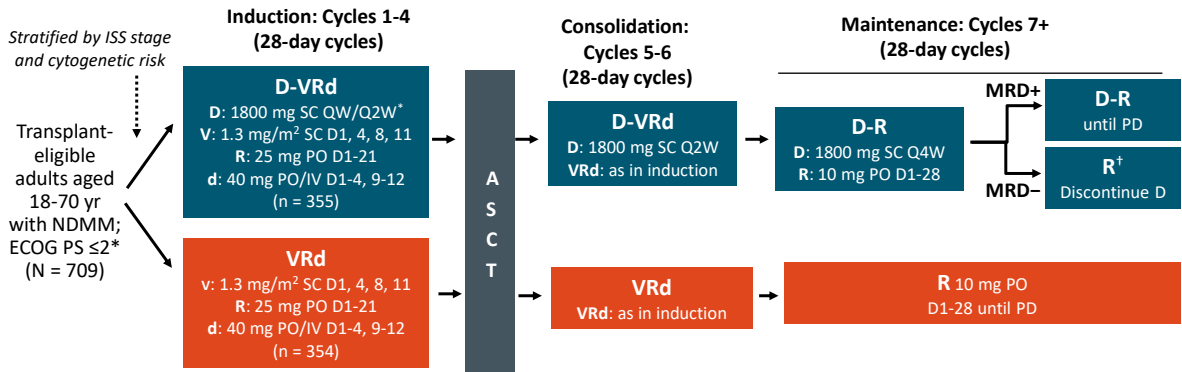 Stratified by ISS stage
and cytogenetic risk
Transplant-
eligible
adults aged
18-70 yr
with NDMM;
ECOG PS ≤2*
(N = 709)
Induction: Cycles 1-4
(28-day cycles)
D-VRd
D: 1800 mg SC QW/Q2W*
V: 1.3 mg/m² SC D1, 4, 8, 11
R: 25 mg PO D1-21
d: 40 mg PO/IV D1-4, 9-12
(n = 355)
VRd
v: 1.3 mg/m² SC D1, 4, 8, 11
R: 25 mg PO D1-21
d: 40 mg PO/IV D1-4, 9-12
(n = 354)
A
S
C
T
Consolidation:
Cycles 5-6
(28-day cycles)
D-VRd
D: 1800 mg SC Q2W
VRd: as in induction
VRd
VRd: as in induction
Maintenance: Cycles 7+
(28-day cycles)
D-R
D: 1800 mg SC Q4W
R: 10 mg PO D1-28
MRD+
D-R
until PD
MRD−
R†
Discontinue D
R 10 mg PO
D1-28 until PD